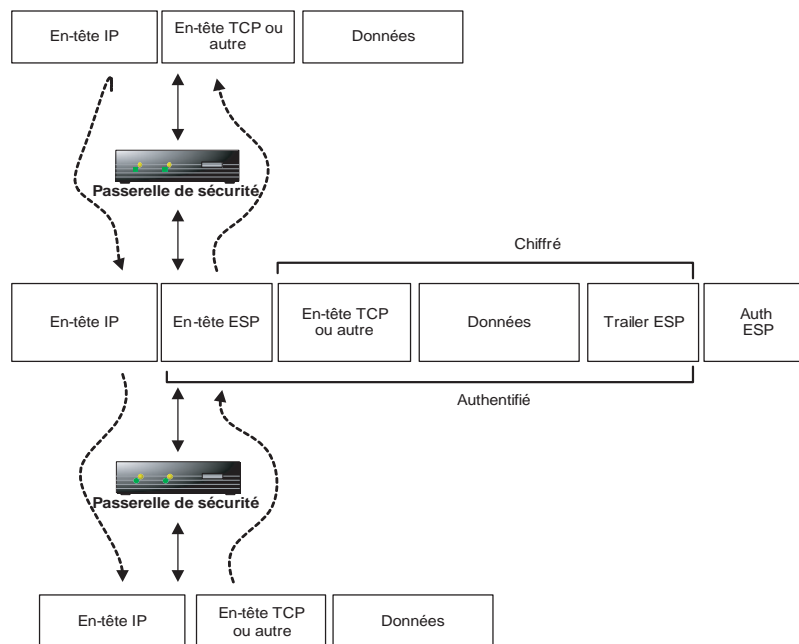 En-tête IP
En-tête TCP ou
autre
Données
Passerelle de sécurité
Chiffré
En-tête IP
En-tête ESP
En-tête TCP
ou autre
Données
Trailer ESP
Auth
ESP
Authentifié
Passerelle de sécurité
En-tête IP
En-tête TCP
ou autre
Données